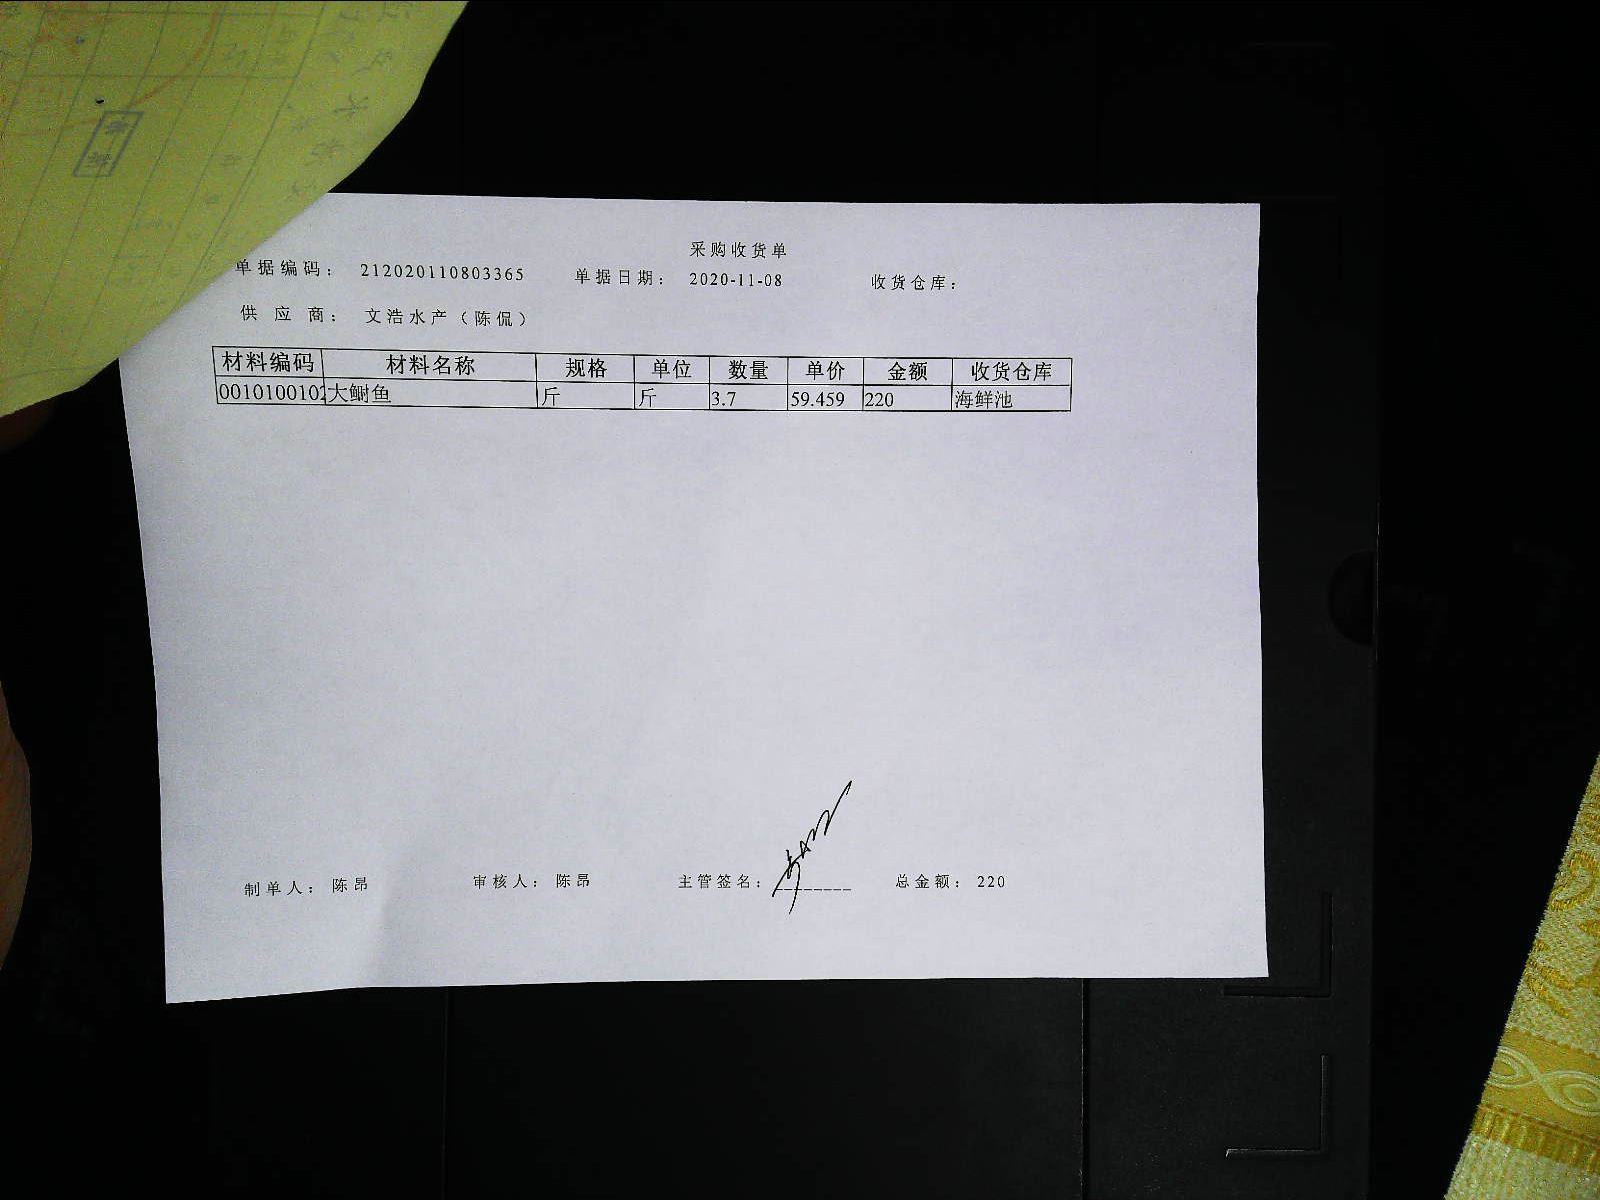 采购收货单
单据编码： 212020110803365 单据日期： 2020-11-08 收货仓库：
供应商： 文浩水产（陈侃）
材料编码 材料名称 规格 单位 数量 单价 金额 收货仓库
0010100102 大鲥鱼 斤 斤 3.7 59.459 220 海鲜池
制单人： 陈昂 审核人： 陈昂 主管签名： 总金额： 220